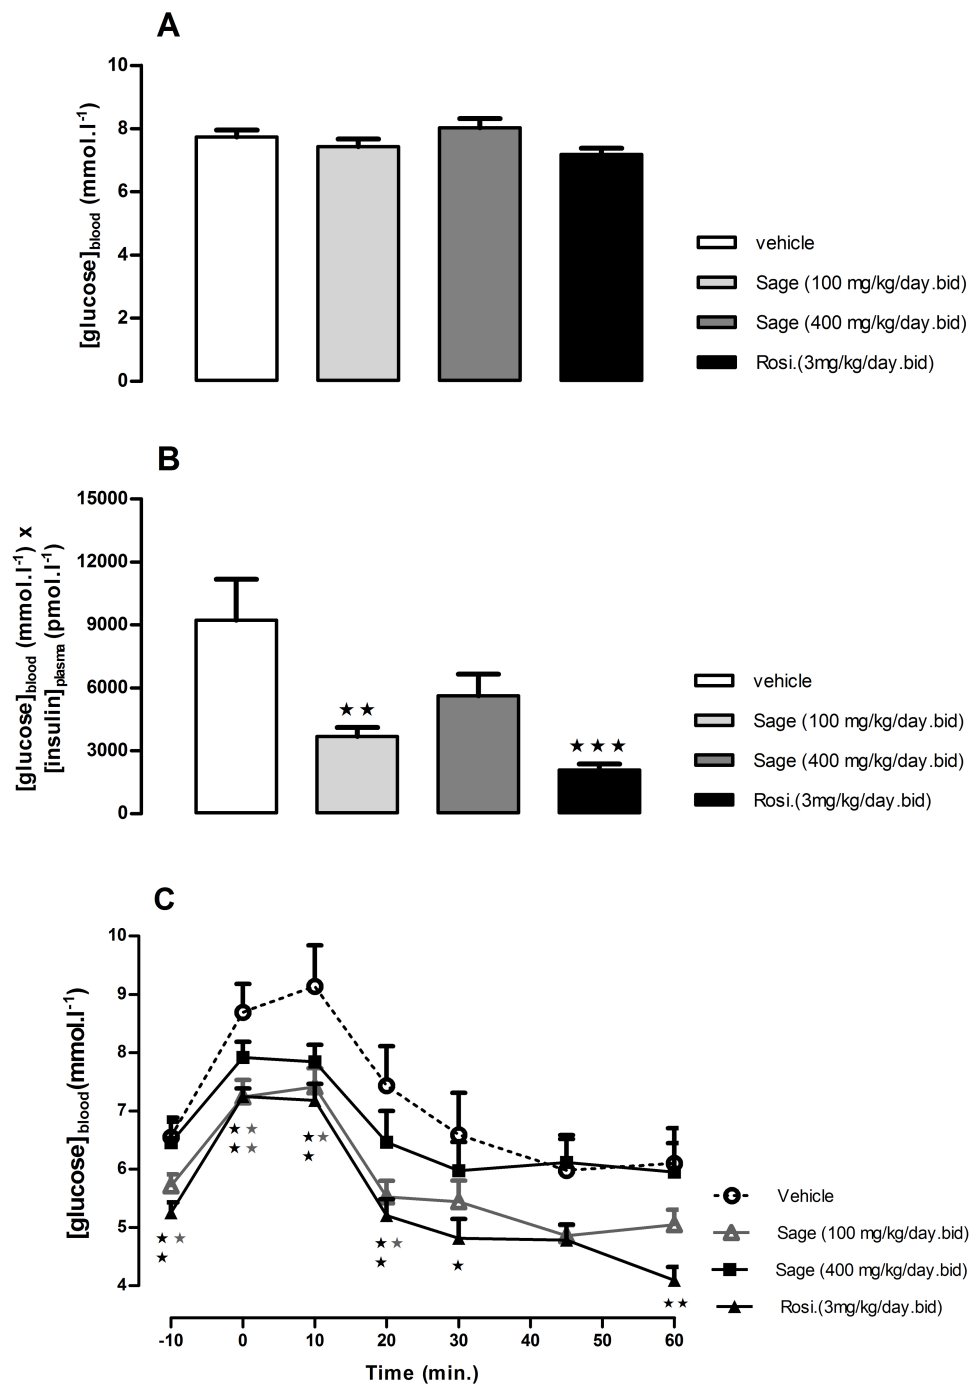 A
[glucose]blood (mmol.l-1)
10
8
6
4
2
0
vehicle
Sage (100 mg/kg/day.bid)
Sage (400 mg/kg/day.bid)
Rosi.(3mg/kg/day.bid)
B
[glucose]blood (mmol.l-1) x
[insulin]plasma (pmol.l-1)
15000
12000
9000
6000
3000
0
★★
★★★
vehicle
Sage (100 mg/kg/day.bid)
Sage (400 mg/kg/day.bid)
Rosi.(3mg/kg/day.bid)
C
[glucose]blood(mmol.l-1)
10
9
8
7
6
5
4
★★
★
★★
★★
★★
★
★★
★
★
★★
-10 0 10 20 30 40 50 60
Time (min.)
Vehicle
Sage (100 mg/kg/day.bid)
Sage (400 mg/kg/day.bid)
Rosi.(3mg/kg/day.bid)